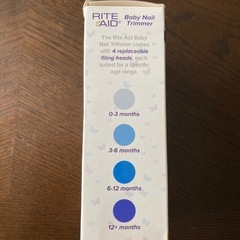 RITE AID® Baby Nail Trimmer
The Rite Aid Baby
Nail Trimmer comes
with 4 replaceable
filing heads, each
suited for a specific
age range.
0-3 months
3-6 months
6-12 months
12+ months